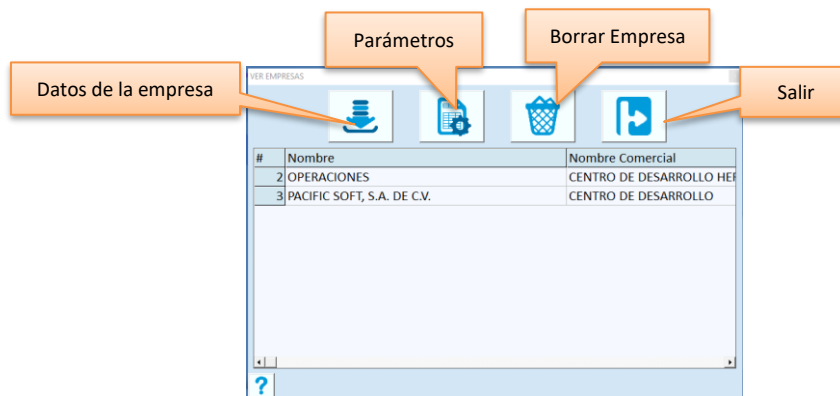 Parámetros
Borrar Empresa
Datos de la empresa
Salir
VER EMPRESAS
# Nombre Nombre Comercial
2 OPERACIONES CENTRO DE DESARROLLO HER
3 PACIFIC SOFT, S.A. DE C.V. CENTRO DE DESARROLLO
?